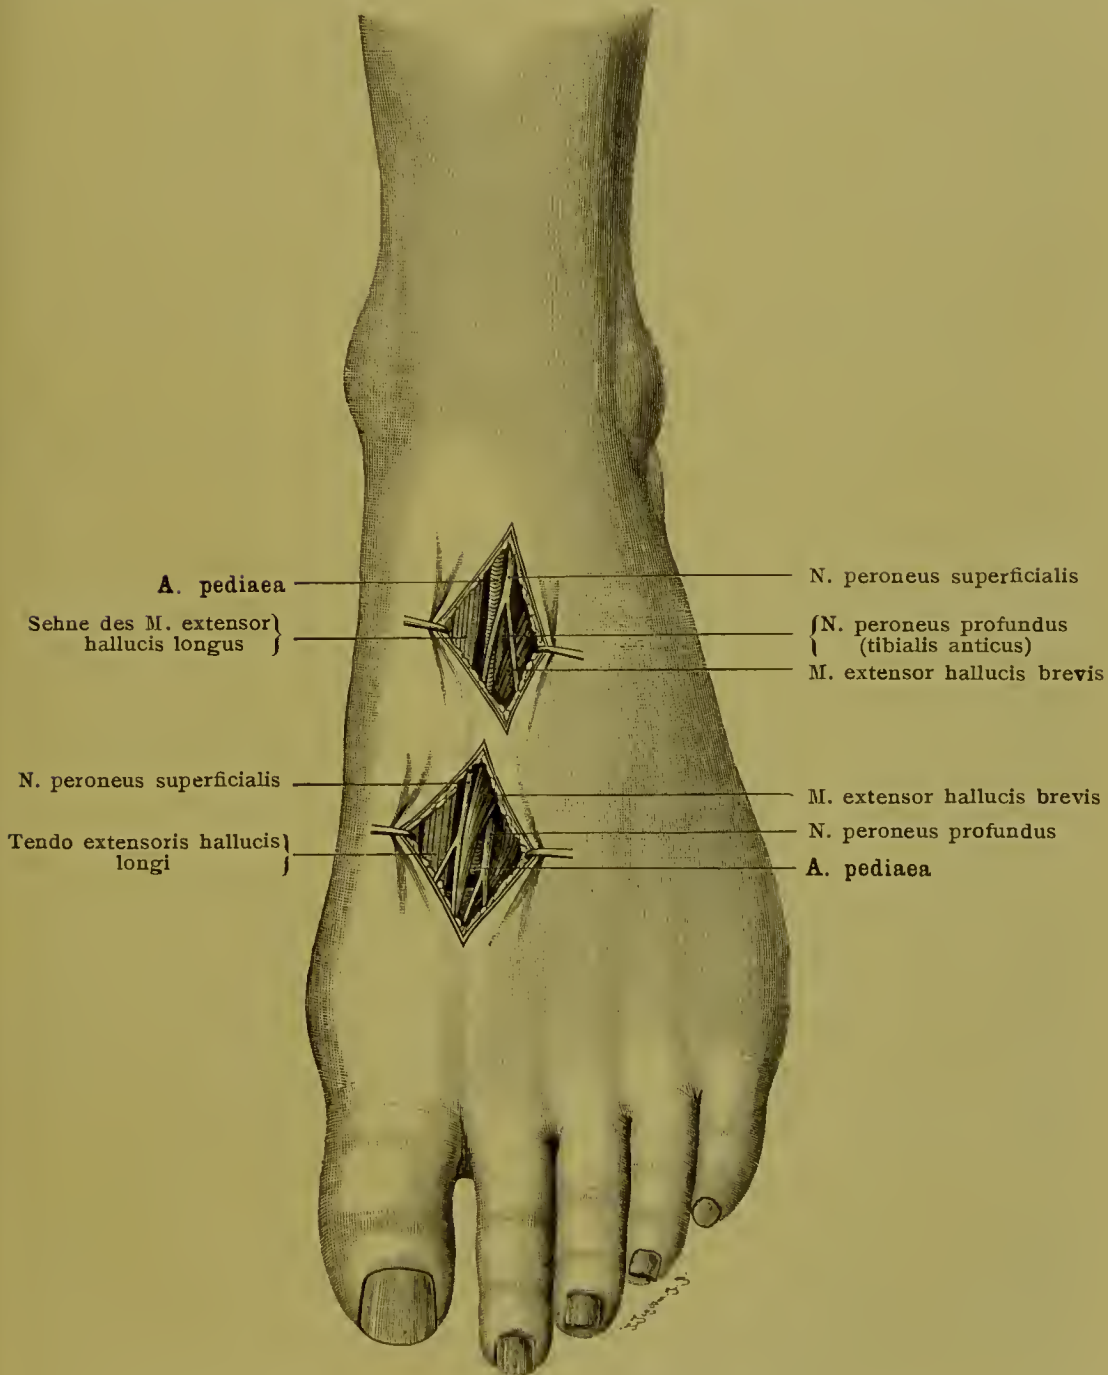 A. pediaea
Sehne des M. extensor
hallucis longus
N. peroneus superficialis
N. peroneus profundus
(tibialis anticus)
M. extensor hallucis brevis
N. peroneus superficialis
Tendo extensoris hallucis
longi
M. extensor hallucis brevis
N. peroneus profundus
A. pediaea